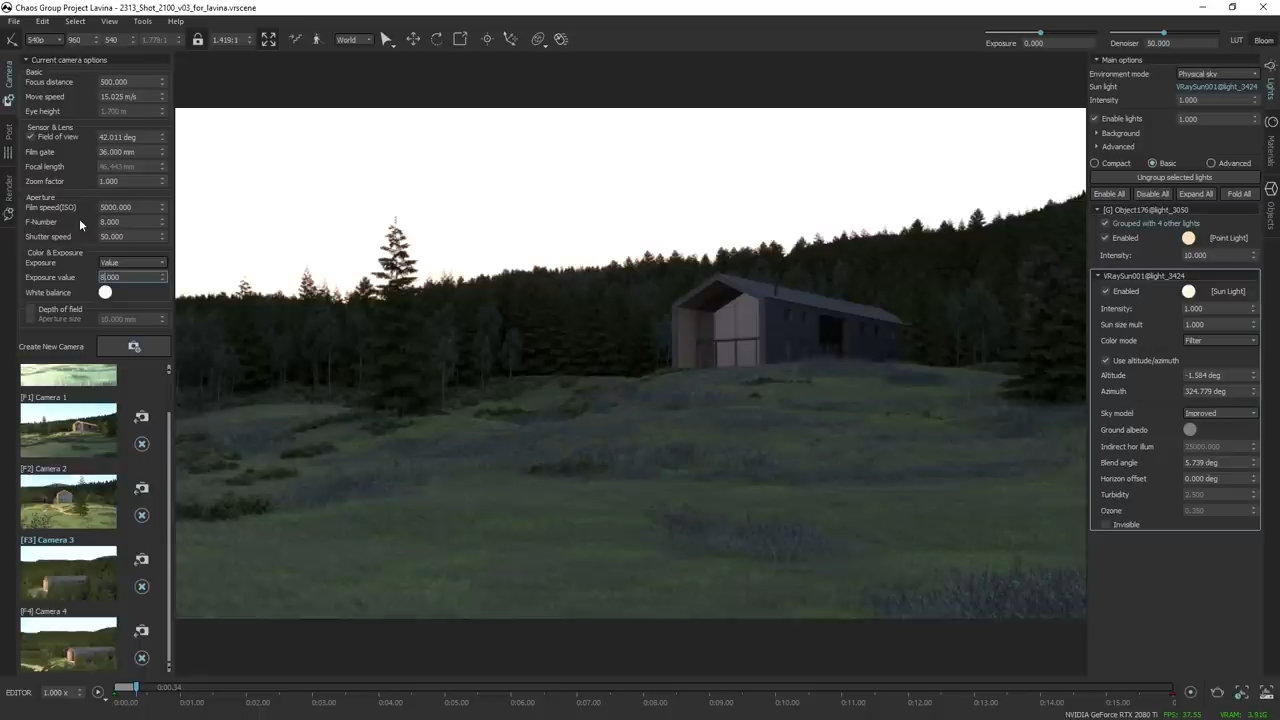 Chaos Group Project Lavina - 2313_Shot_2100_v03_for_lavina.vrscene
File Edit Select View Tools Help
540p 960 540 1.778:1 1.419:1 World Exposure 0.000 Denoiser 50.000 LUT Bloom
Camera
Post
Render
Current camera options
Basic
Focus distance 500.000
Move speed 15.025 m/s
Eye height 1.700 m
Sensor & Lens
Field of view 42.011 deg
Film gate 36.000 mm
Focal length 46.443 mm
Zoom factor 1.000
Aperture
Film speed(ISO) 5000.000
F-Number 8.000
Shutter speed 50.000
Color & Exposure
Exposure Value
Exposure value 8.000
White balance
Depth of field
Aperture size 10.000 mm
Create New Camera
[F1] Camera 1
[F2] Camera 2
[F3] Camera 3
[F4] Camera 4
Main options
Environment mode Physical sky
Sun light VRaySun001@light_3424
Intensity 1.000
Enable lights 1.000
Background
Advanced
Compact Basic Advanced
Ungroup selected lights
Enable All Disable All Expand All Fold All
[G] Object176@light_3050
Grouped with 4 other lights
Enabled [Point Light]
Intensity: 10.000
VRaySun001@light_3424
Enabled [Sun Light]
Intensity: 1.000
Sun size mult 1.000
Color mode Filter
Use altitude/azimuth
Altitude -1.584 deg
Azimuth 324.779 deg
Sky model Improved
Ground albedo
Indirect hor illum 25000.000
Blend angle 5.739 deg
Horizon offset 0.000 deg
Turbidity 2.500
Ozone 0.350
Invisible
Lights
Materials
Objects
EDITOR 1.000 x 0:00.34
0:00.00 0:01.00 0:02.00 0:03.00 0:04.00 0:05.00 0:06.00 0:07.00 0:08.00 0:09.00 0:10.00 0:11.00 0:12.00 0:13.00 0:14.00 0:15.00
NVIDIA GeForce RTX 2080 Ti FPS: 37.55 VRAM: 3.91G